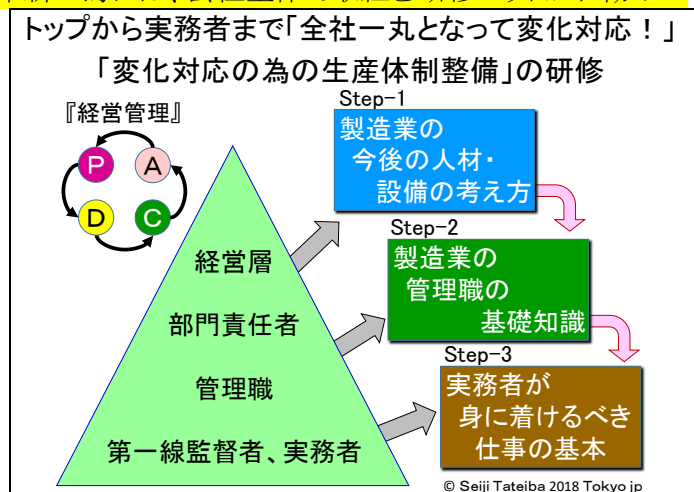 トップから実務者まで「全社一丸となって変化対応！」
「変化対応の為の生産体制整備」の研修
『経営管理』
P
A
D
C
経営層
部門責任者
管理職
第一線監督者、実務者
Step-1
製造業の
今後の人材・
設備の考え方
Step-2
製造業の
管理職の
基礎知識
Step-3
実務者が
身に着けるべき
仕事の基本
© Seiji Tateiba 2018 Tokyo jp